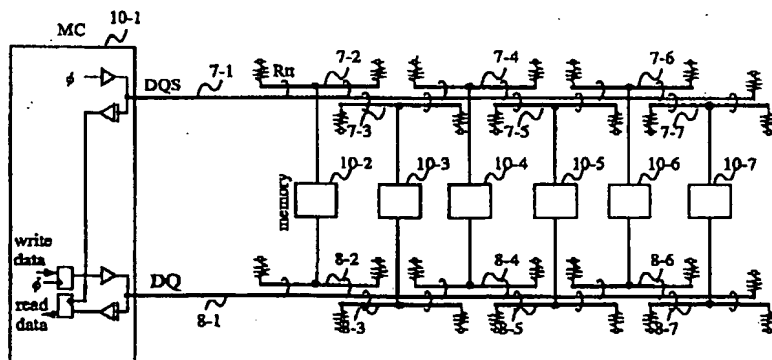 MC 10-1
φ
DQS 7-1
Rtt 7-2 7-4 7-6
7-3 7-5 7-7
10-2 10-3 10-4 10-5 10-6 10-7
memory
write
data
φ
read
data
DQ
8-1
8-2 8-4 8-6
8-3 8-5 8-7